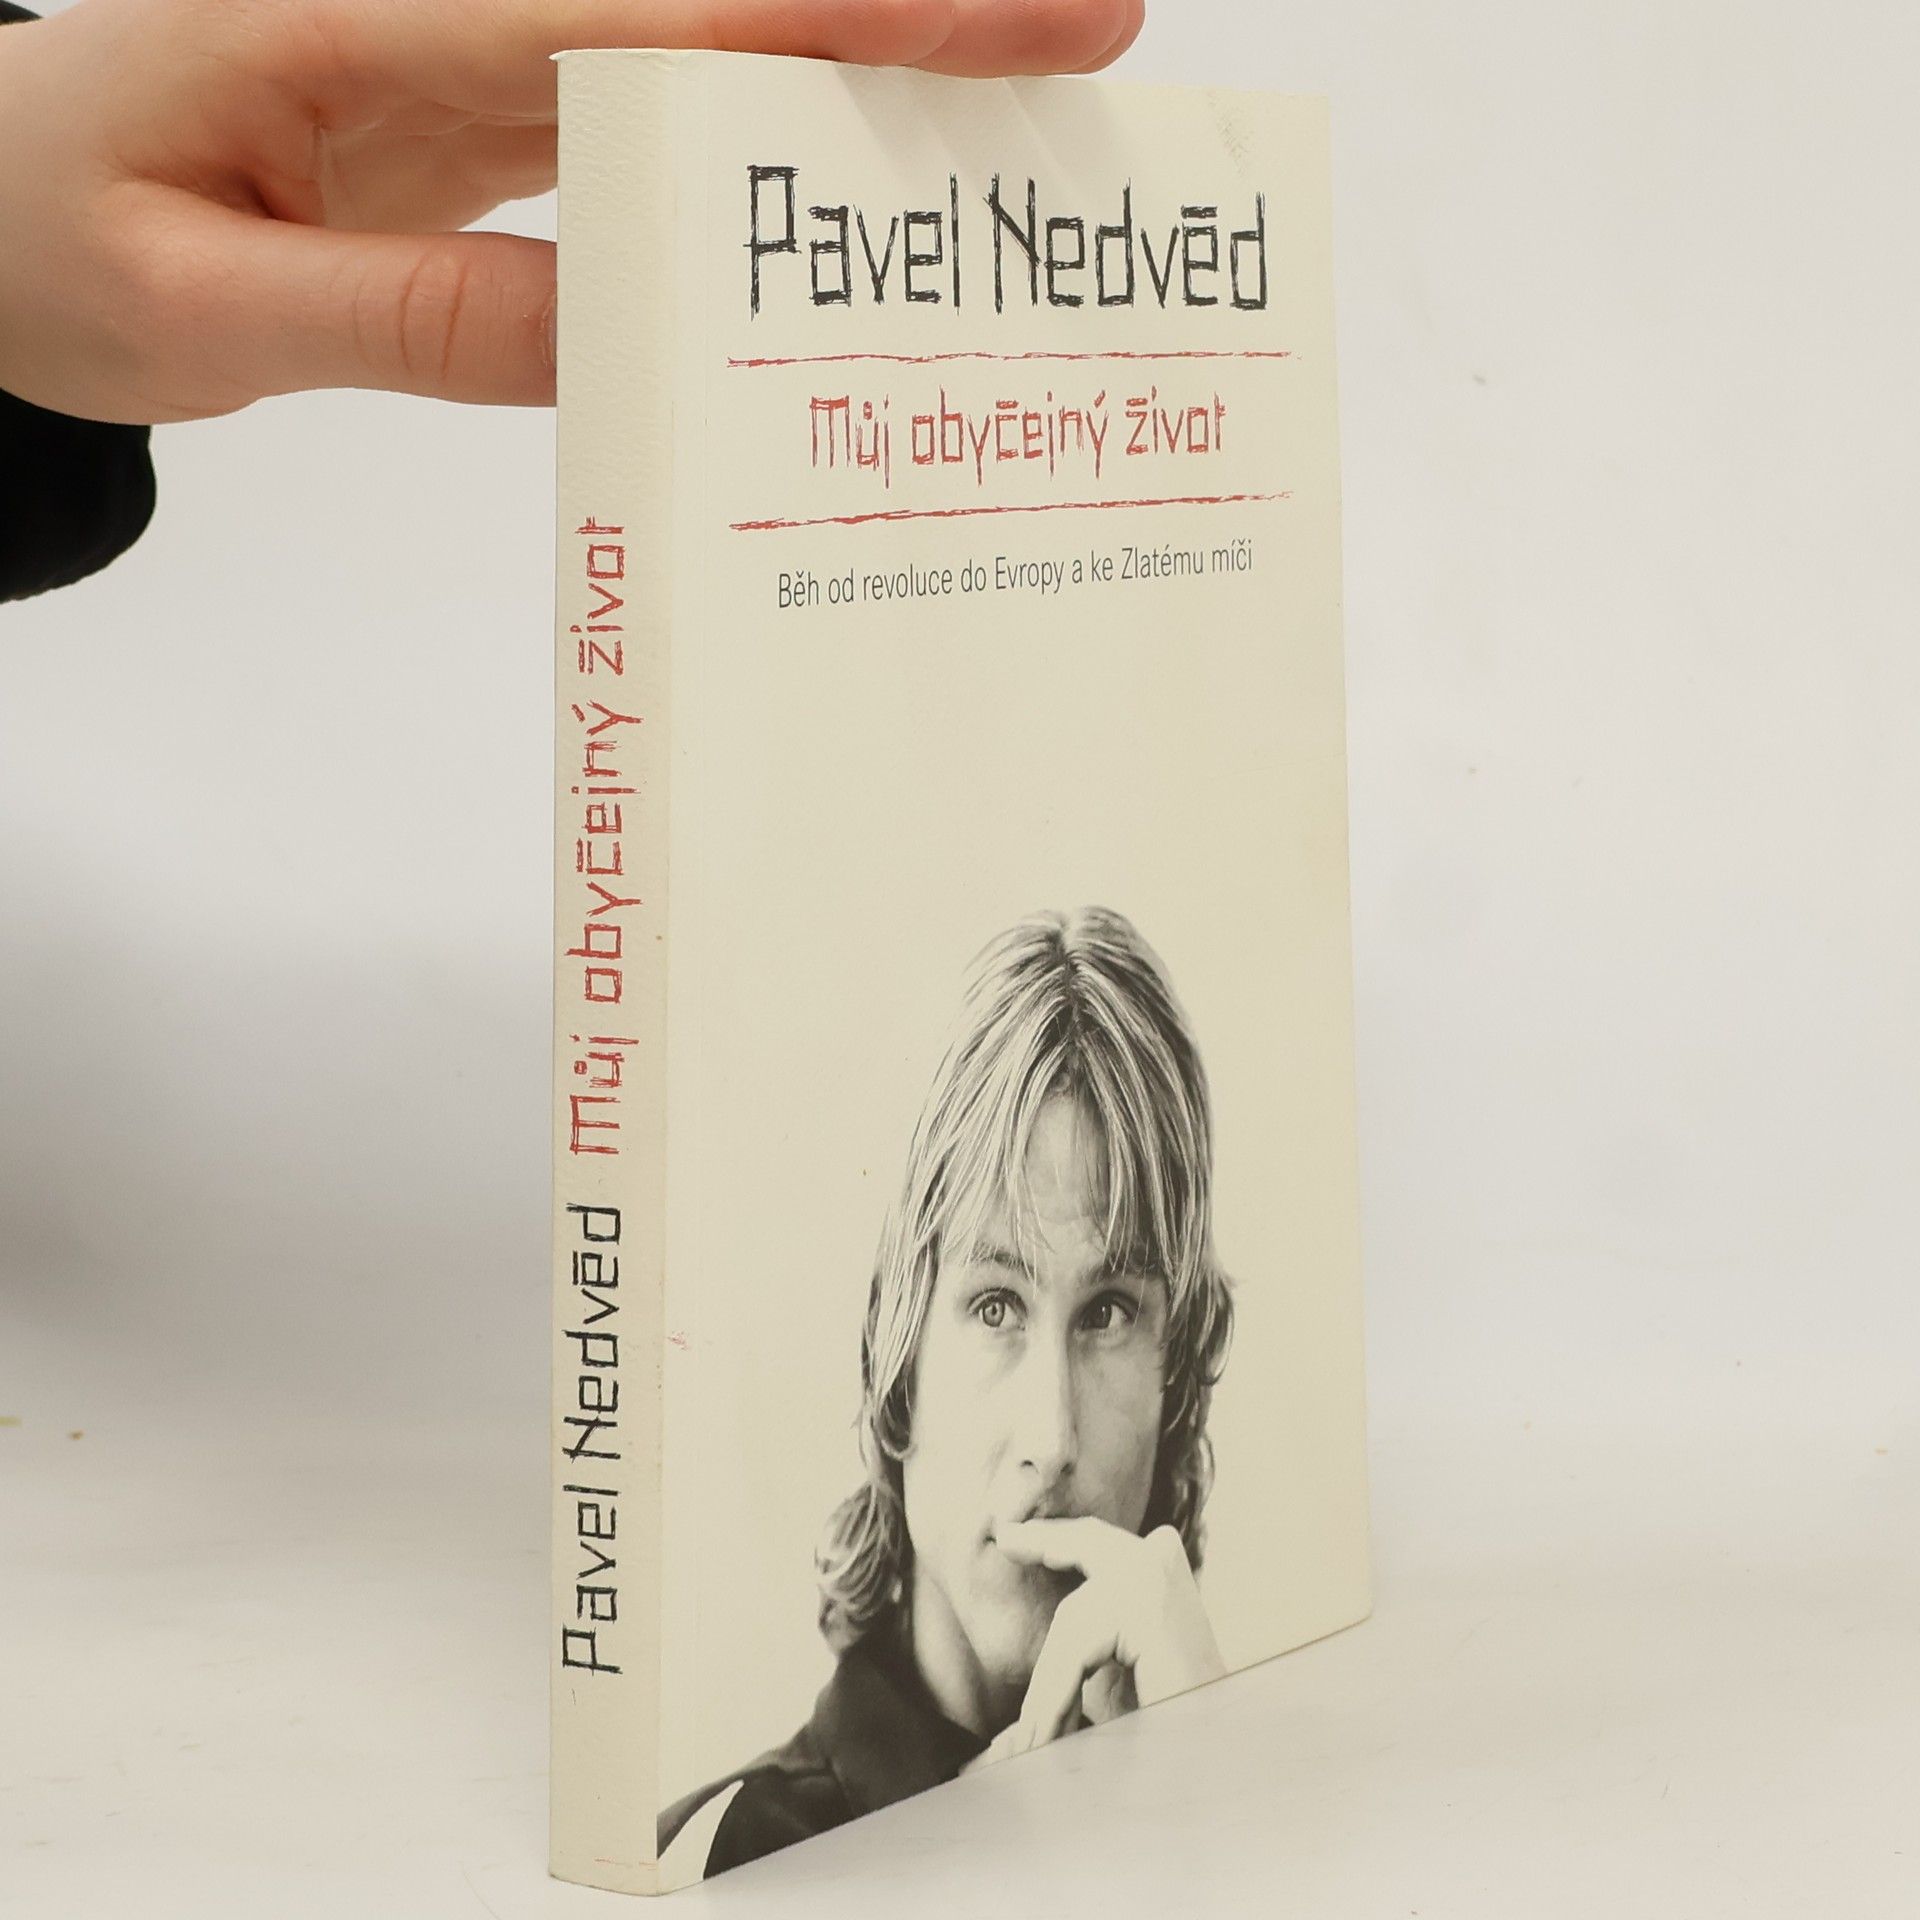 Pavel Nedvěd
Můj obyčejný život
Běh od revoluce do Evropy a ke Zlatému míči
Pavel Nedvěd Můj obyčejný život